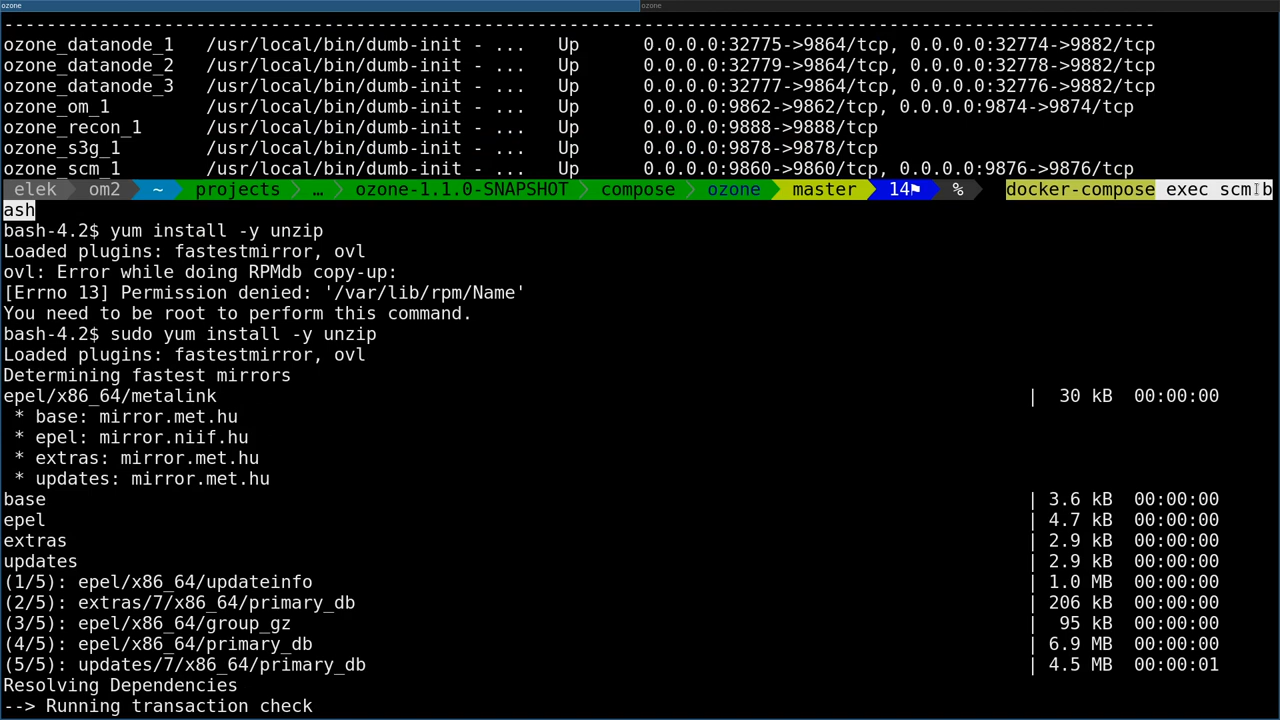 ozone ozone
------------------------------------------------------------------------------------------------------------
ozone_datanode_1   /usr/local/bin/dumb-init - ...   Up      0.0.0.0:32775->9864/tcp, 0.0.0.0:32774->9882/tcp
ozone_datanode_2   /usr/local/bin/dumb-init - ...   Up      0.0.0.0:32779->9864/tcp, 0.0.0.0:32778->9882/tcp
ozone_datanode_3   /usr/local/bin/dumb-init - ...   Up      0.0.0.0:32777->9864/tcp, 0.0.0.0:32776->9882/tcp
ozone_om_1         /usr/local/bin/dumb-init - ...   Up      0.0.0.0:9862->9862/tcp, 0.0.0.0:9874->9874/tcp
ozone_recon_1      /usr/local/bin/dumb-init - ...   Up      0.0.0.0:9888->9888/tcp
ozone_s3g_1        /usr/local/bin/dumb-init - ...   Up      0.0.0.0:9878->9878/tcp
ozone_scm_1        /usr/local/bin/dumb-init - ...   Up      0.0.0.0:9860->9860/tcp, 0.0.0.0:9876->9876/tcp
elek om2 ~ projects … ozone-1.1.0-SNAPSHOT compose ozone master 14⚑ % docker-compose exec scm b
ash
bash-4.2$ yum install -y unzip
Loaded plugins: fastestmirror, ovl
ovl: Error while doing RPMdb copy-up:
[Errno 13] Permission denied: '/var/lib/rpm/Name'
You need to be root to perform this command.
bash-4.2$ sudo yum install -y unzip
Loaded plugins: fastestmirror, ovl
Determining fastest mirrors
epel/x86_64/metalink | 30 kB 00:00:00
 * base: mirror.met.hu
 * epel: mirror.niif.hu
 * extras: mirror.met.hu
 * updates: mirror.met.hu
base | 3.6 kB 00:00:00
epel | 4.7 kB 00:00:00
extras | 2.9 kB 00:00:00
updates | 2.9 kB 00:00:00
(1/5): epel/x86_64/updateinfo | 1.0 MB 00:00:00
(2/5): extras/7/x86_64/primary_db | 206 kB 00:00:00
(3/5): epel/x86_64/group_gz | 95 kB 00:00:00
(4/5): epel/x86_64/primary_db | 6.9 MB 00:00:00
(5/5): updates/7/x86_64/primary_db | 4.5 MB 00:00:01
Resolving Dependencies
--> Running transaction check